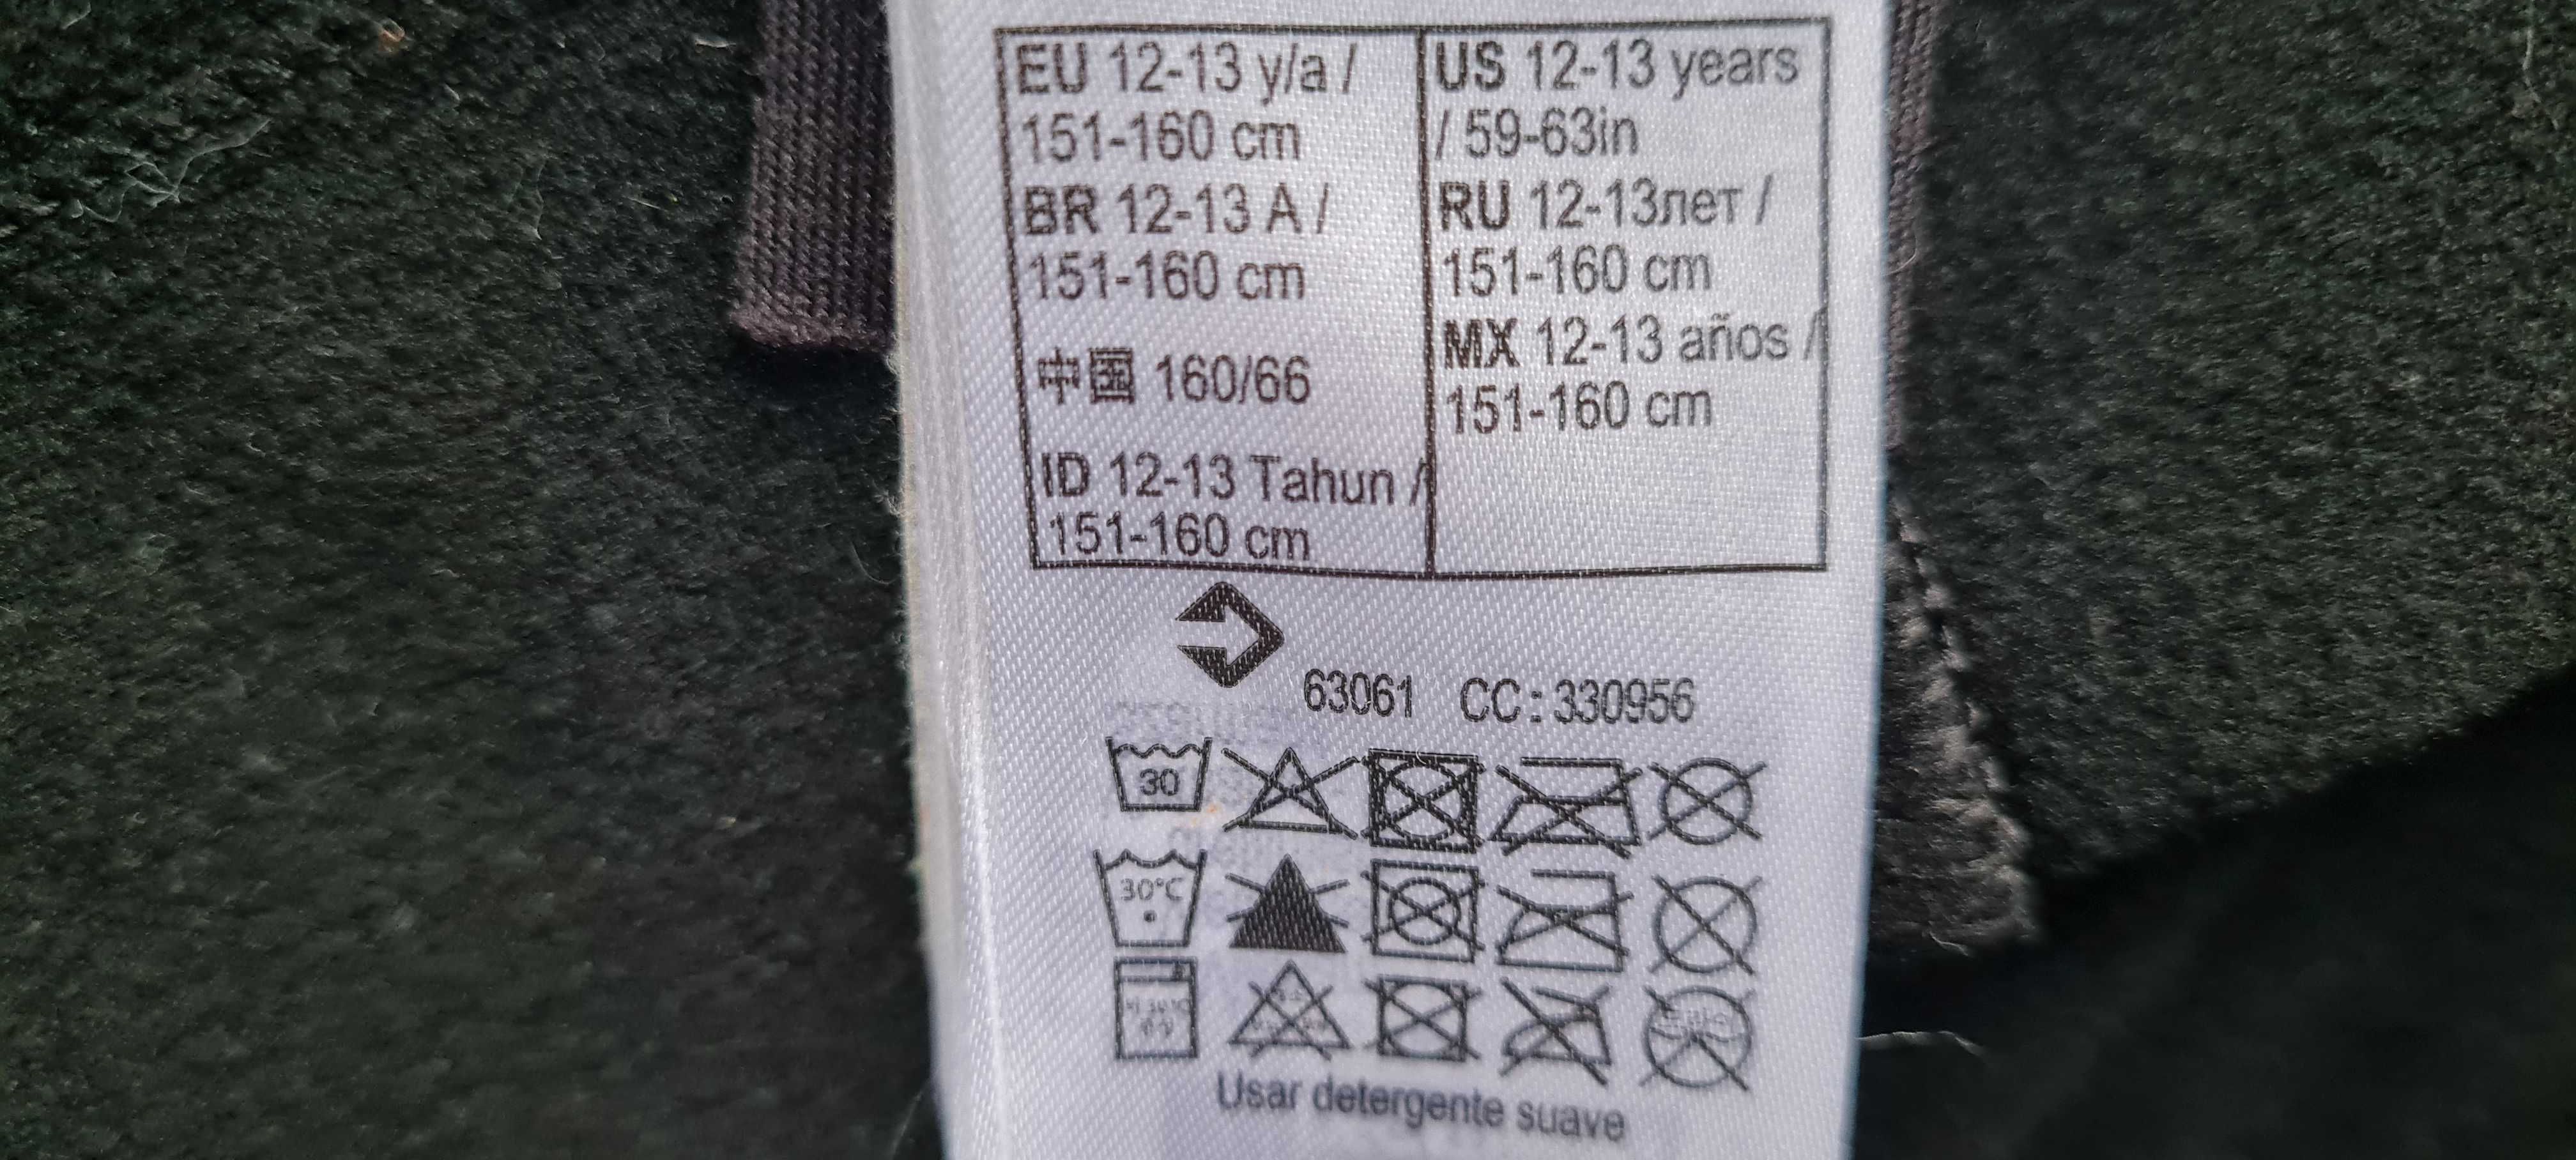 EU 12-13 y/a /
151-160 cm
BR 12-13 A /
151-160 cm
中国 160/66
ID 12-13 Tahun /
151-160 cm
US 12-13 years
/ 59-63in
RU 12-13лет /
151-160 cm
MX 12-13 años /
151-160 cm
63061 CC:330956
30
30°C
Usar detergente suave